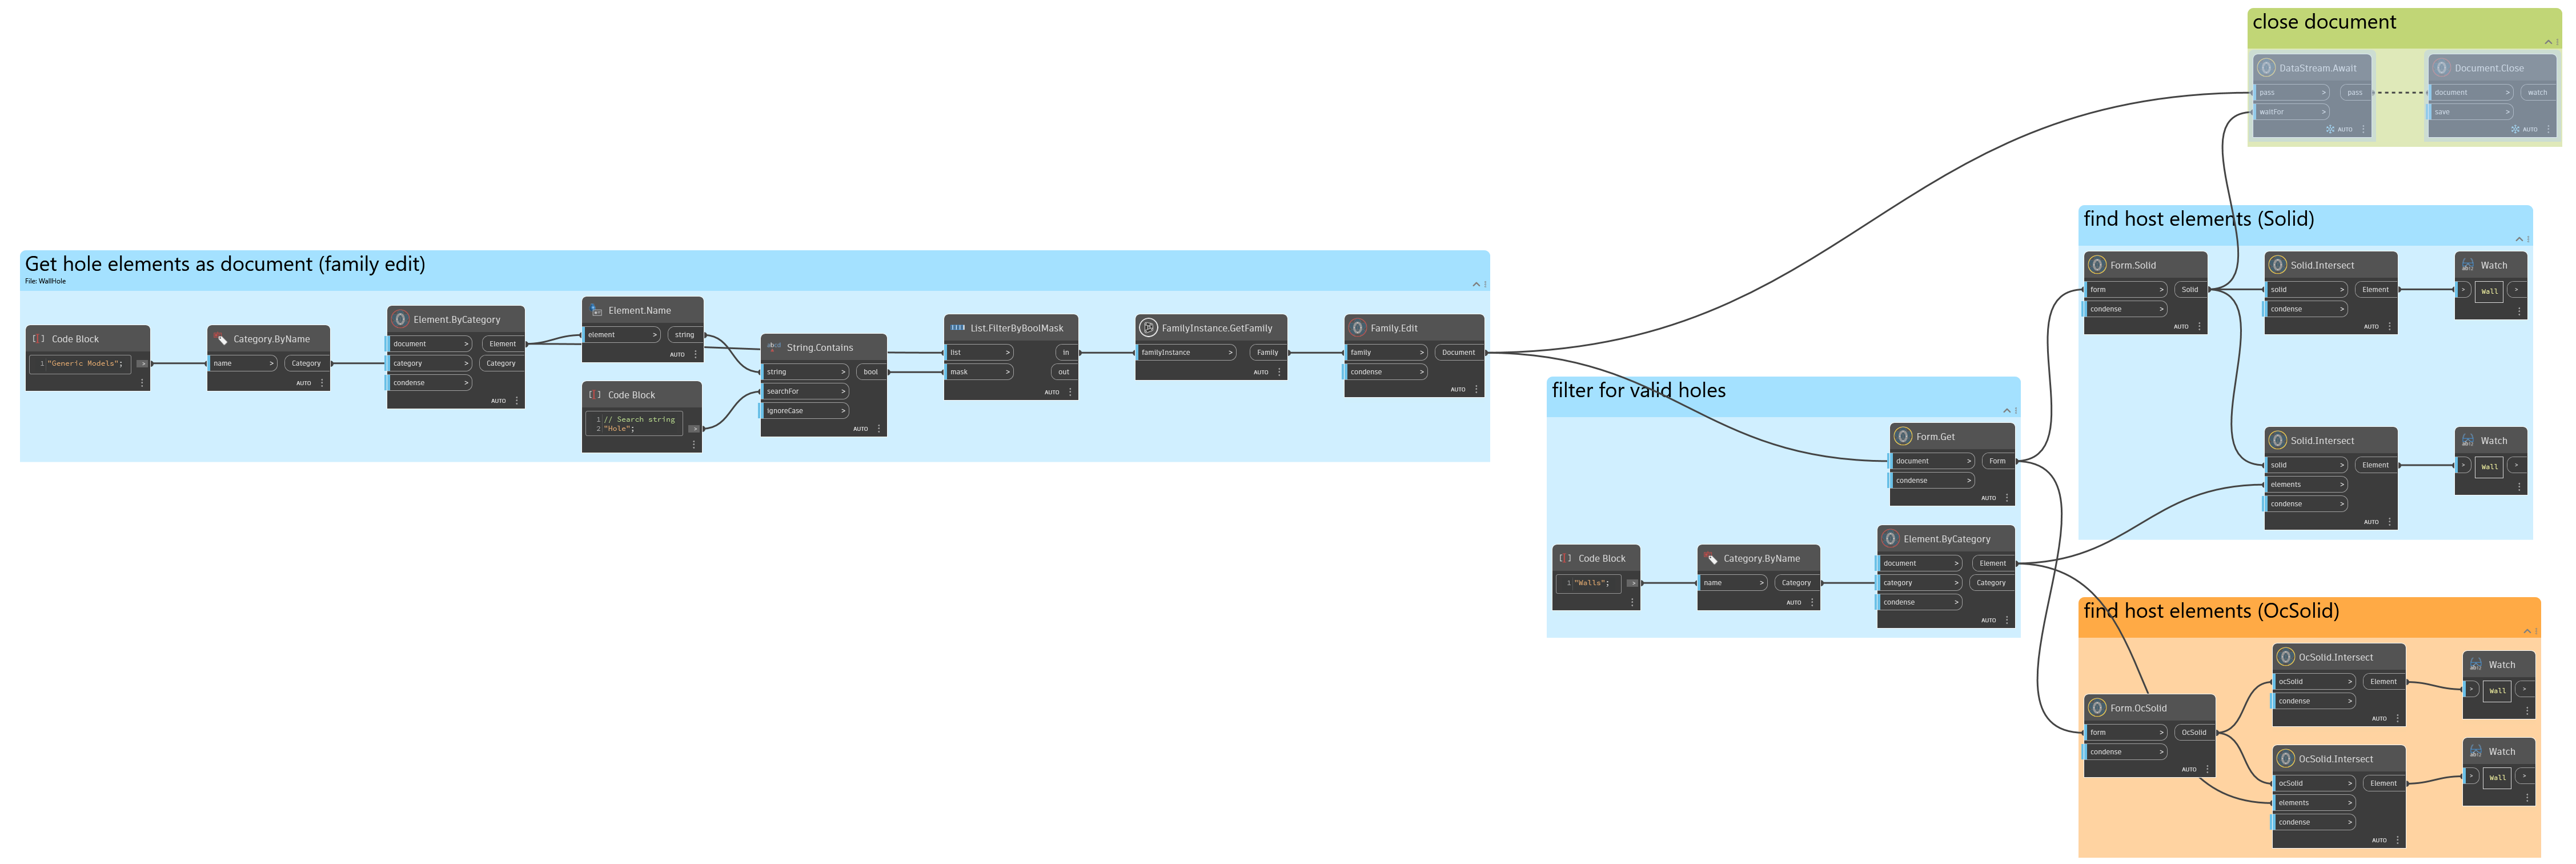 close document
DataStream.Await
pass >
pass
waitFor >
AUTO
Document.Close
document >
watch
save >
AUTO
Get hole elements as document (family edit)
File: WallHole
Code Block
1 "Generic Models";
>
Category.ByName
name >
Category
AUTO
Element.ByCategory
document >
Element
category >
Category
condense >
AUTO
Element.Name
element >
string
AUTO
Code Block
1 // Search string
2 "Hole";
>
String.Contains
string >
bool
searchFor >
ignoreCase >
AUTO
List.FilterByBoolMask
list >
in
mask >
out
AUTO
FamilyInstance.GetFamily
familyInstance >
Family
AUTO
Family.Edit
family >
Document
condense >
AUTO
filter for valid holes
Form.Get
document >
Form
condense >
AUTO
Code Block
1 "Walls";
>
Category.ByName
name >
Category
AUTO
Element.ByCategory
document >
Element
category >
Category
condense >
AUTO
find host elements (Solid)
Form.Solid
form >
Solid
condense >
AUTO
Solid.Intersect
solid >
Element
condense >
AUTO
Watch
> Wall >
Solid.Intersect
solid >
Element
elements >
condense >
AUTO
Watch
> Wall >
find host elements (OcSolid)
Form.OcSolid
form >
OcSolid
condense >
AUTO
OcSolid.Intersect
ocSolid >
Element
condense >
AUTO
Watch
> Wall >
OcSolid.Intersect
ocSolid >
Element
elements >
condense >
AUTO
Watch
> Wall >